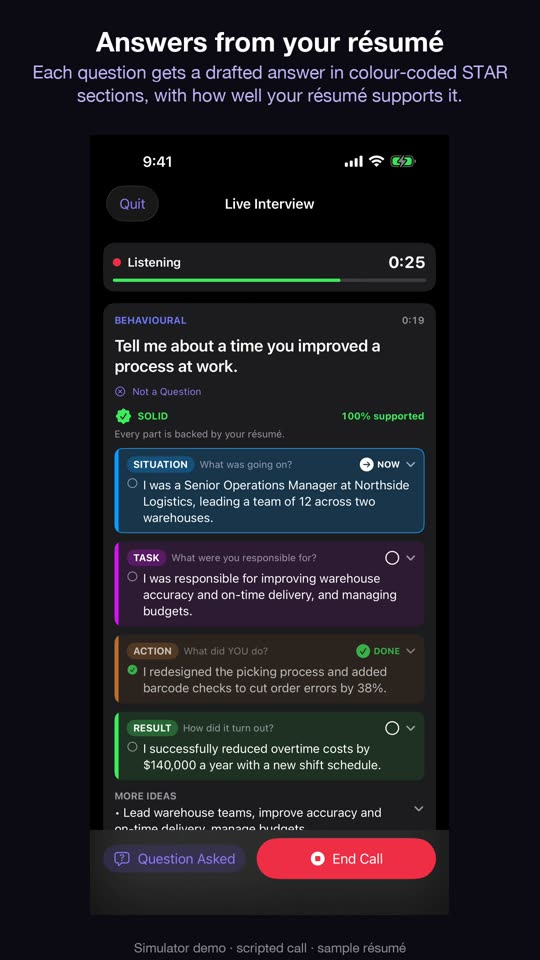 Answers from your résumé
Each question gets a drafted answer in colour-coded STAR
sections, with how well your résumé supports it.
9:41
Quit
Live Interview
Listening
0:25
BEHAVIOURAL
0:19
Tell me about a time you improved a
process at work.
Not a Question
SOLID
100% supported
Every part is backed by your résumé.
SITUATION What was going on? NOW
I was a Senior Operations Manager at Northside
Logistics, leading a team of 12 across two
warehouses.
TASK What were you responsible for?
I was responsible for improving warehouse
accuracy and on-time delivery, and managing
budgets.
ACTION What did YOU do? DONE
I redesigned the picking process and added
barcode checks to cut order errors by 38%.
RESULT How did it turn out?
I successfully reduced overtime costs by
$140,000 a year with a new shift schedule.
MORE IDEAS
• Lead warehouse teams, improve accuracy and
on-time delivery, manage budgets
Question Asked
End Call
Simulator demo · scripted call · sample résumé